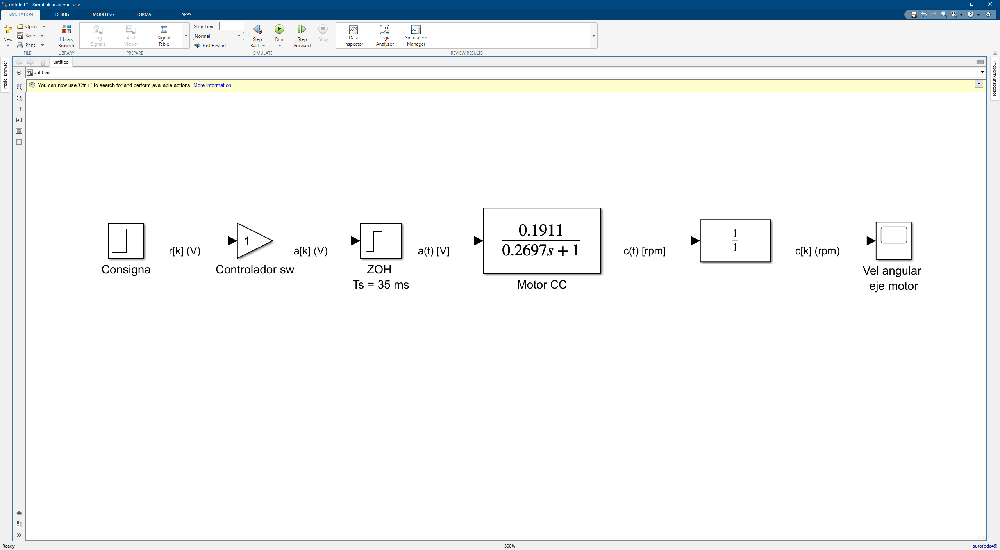 untitled * - Simulink academic use
SIMULATION
DEBUG
MODELING
FORMAT
APPS
New
Open
Save
Print
FILE
Library
Browser
LIBRARY
Log
Signals
Add
Viewer
Signal
Table
PREPARE
Stop Time 5
Normal
Fast Restart
Step
Back
Run
Step
Forward
Stop
SIMULATE
Data
Inspector
Logic
Analyzer
Simulation
Manager
REVIEW RESULTS
Model Browser
untitled
Property Inspector
untitled
You can now use 'Ctrl+.' to search for and perform available actions. More information.
Consigna
r[k] (V)
1
Controlador sw
a[k] (V)
ZOH
Ts = 35 ms
a(t) [V]
0.1911
0.2697s + 1
Motor CC
c(t) [rpm]
1
1
c[k] (rpm)
Vel angular
eje motor
Ready
300%
auto(ode45)